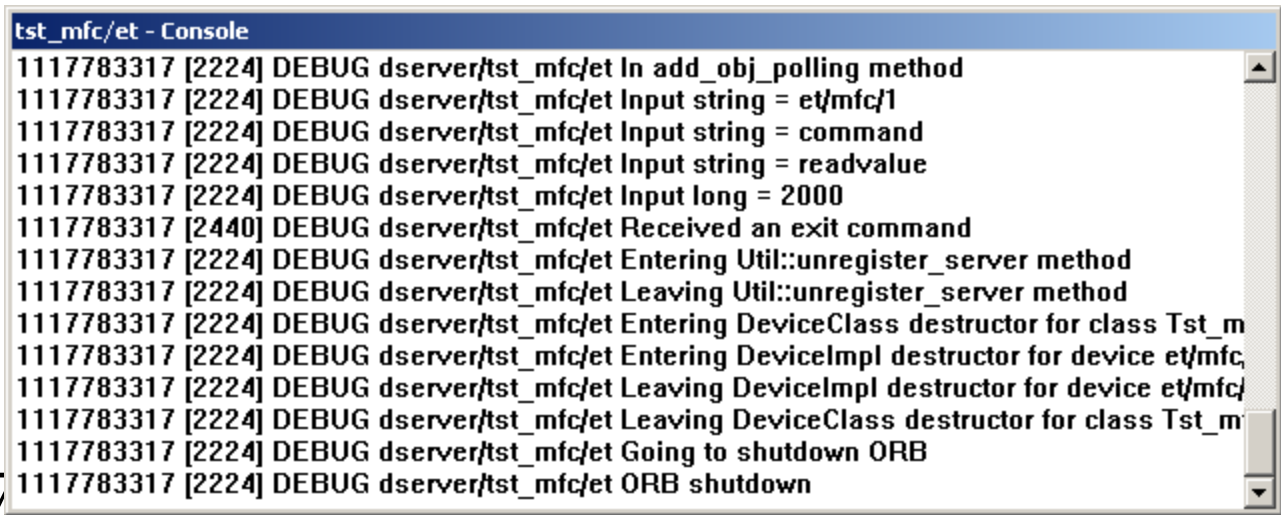 tst_mfc/et - Console
1117783317 [2224] DEBUG dserver/tst_mfc/et In add_obj_polling method
1117783317 [2224] DEBUG dserver/tst_mfc/et Input string = et/mfc/1
1117783317 [2224] DEBUG dserver/tst_mfc/et Input string = command
1117783317 [2224] DEBUG dserver/tst_mfc/et Input string = readvalue
1117783317 [2224] DEBUG dserver/tst_mfc/et Input long = 2000
1117783317 [2440] DEBUG dserver/tst_mfc/et Received an exit command
1117783317 [2224] DEBUG dserver/tst_mfc/et Entering Util::unregister_server method
1117783317 [2224] DEBUG dserver/tst_mfc/et Leaving Util::unregister_server method
1117783317 [2224] DEBUG dserver/tst_mfc/et Entering DeviceClass destructor for class Tst_m
1117783317 [2224] DEBUG dserver/tst_mfc/et Entering DeviceImpl destructor for device et/mfc/
1117783317 [2224] DEBUG dserver/tst_mfc/et Leaving DeviceImpl destructor for device et/mfc/
1117783317 [2224] DEBUG dserver/tst_mfc/et Leaving DeviceClass destructor for class Tst_m
1117783317 [2224] DEBUG dserver/tst_mfc/et Going to shutdown ORB
1117783317 [2224] DEBUG dserver/tst_mfc/et ORB shutdown